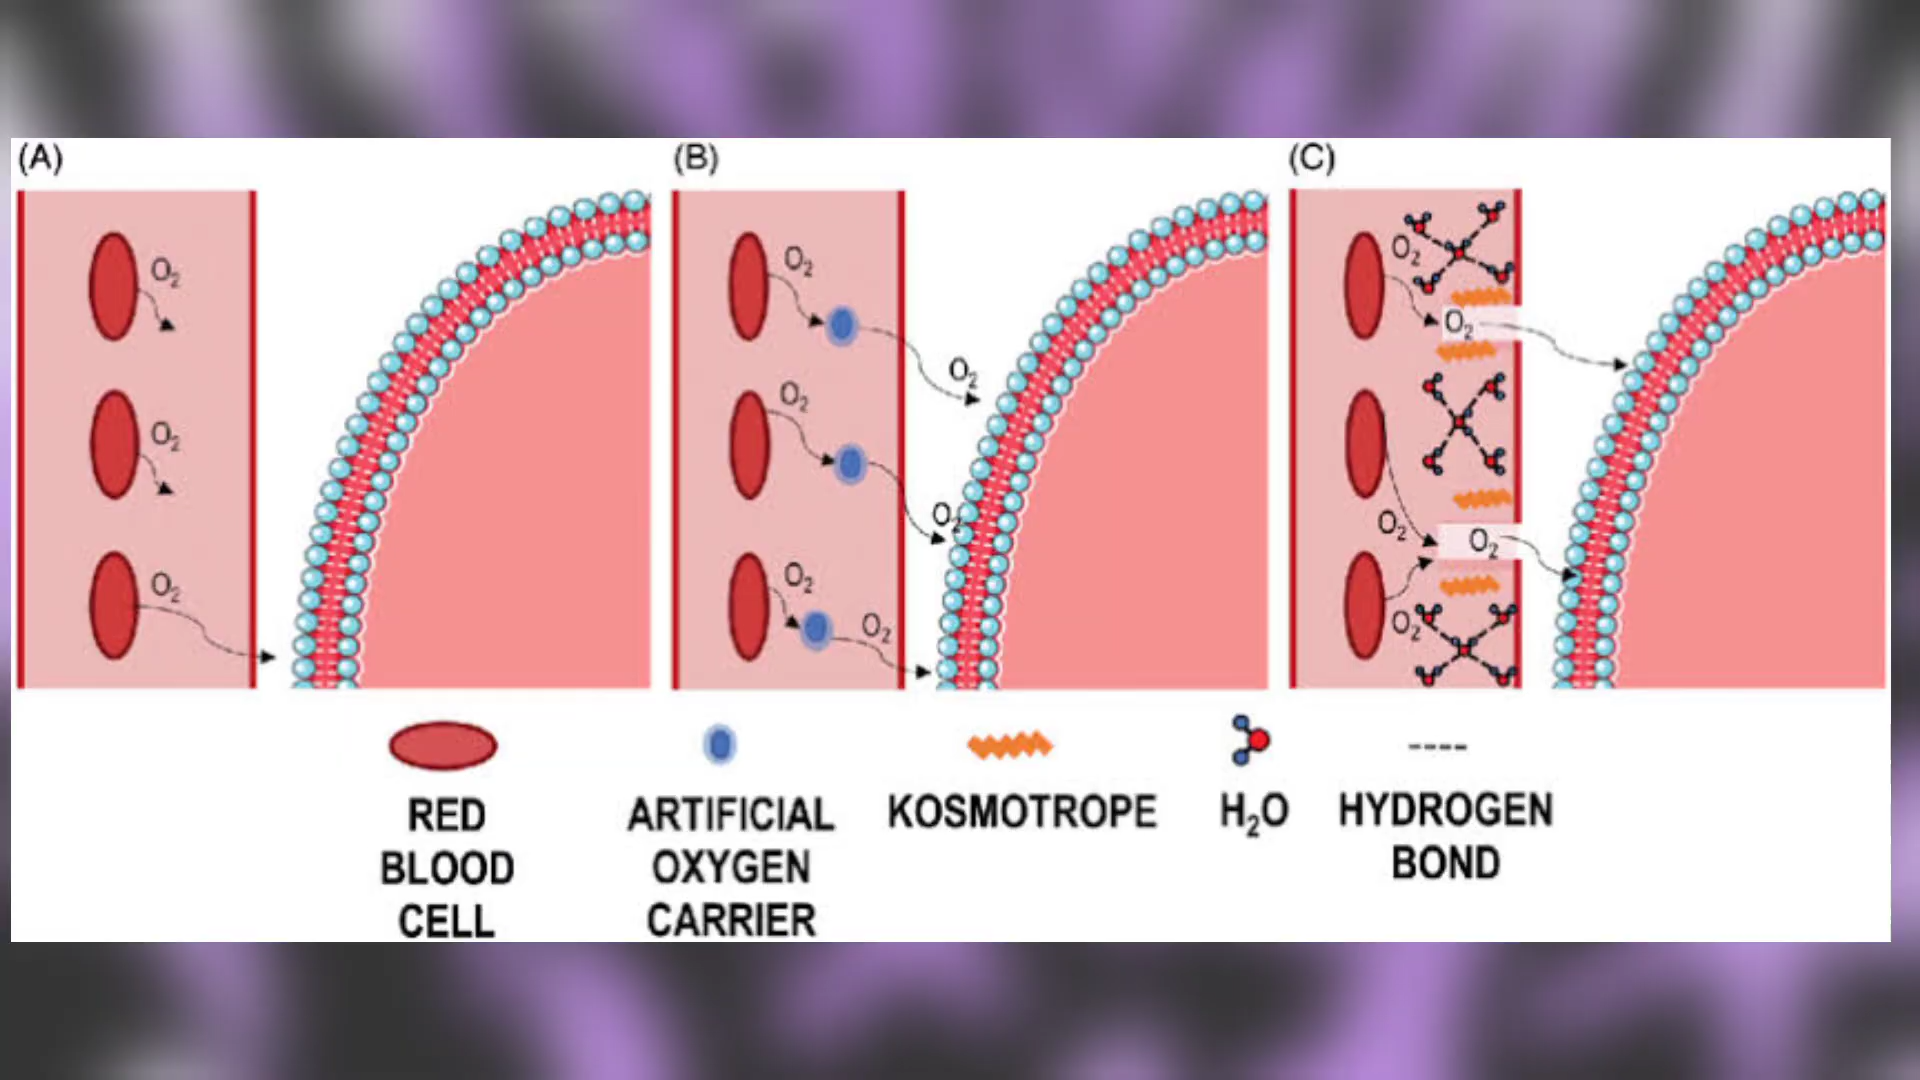 (A)
O2
O2
O2
(B)
O2
O2
O2
O2
O2
O2
(C)
O2
O2
O2
O2
O2
RED
BLOOD
CELL
ARTIFICIAL
OXYGEN
CARRIER
KOSMOTROPE
H2O
HYDROGEN
BOND